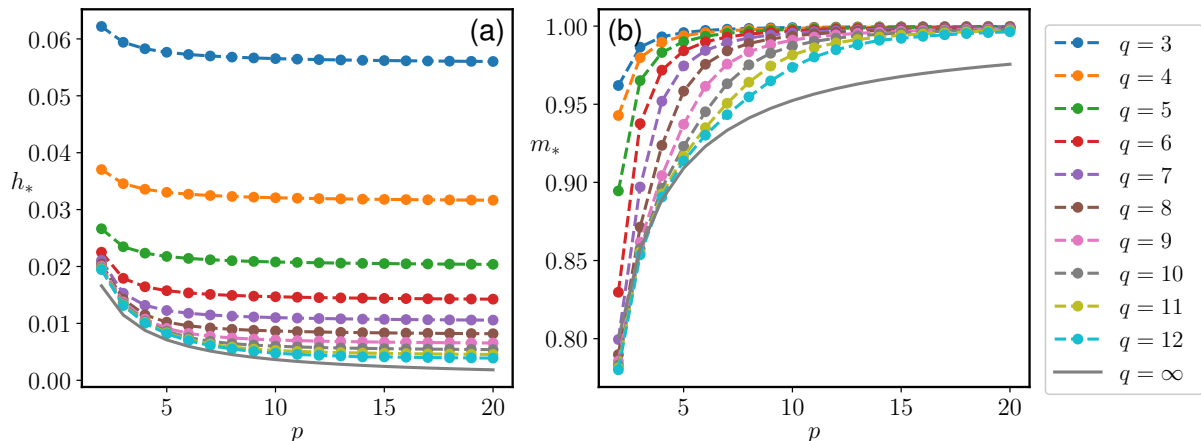 (a)
0.06
0.05
0.04
h*
0.03
0.02
0.01
0.00
5
10
15
20
p
(b)
1.00
0.95
m*
0.90
0.85
0.80
5
10
15
20
p
q = 3
q = 4
q = 5
q = 6
q = 7
q = 8
q = 9
q = 10
q = 11
q = 12
q = ∞